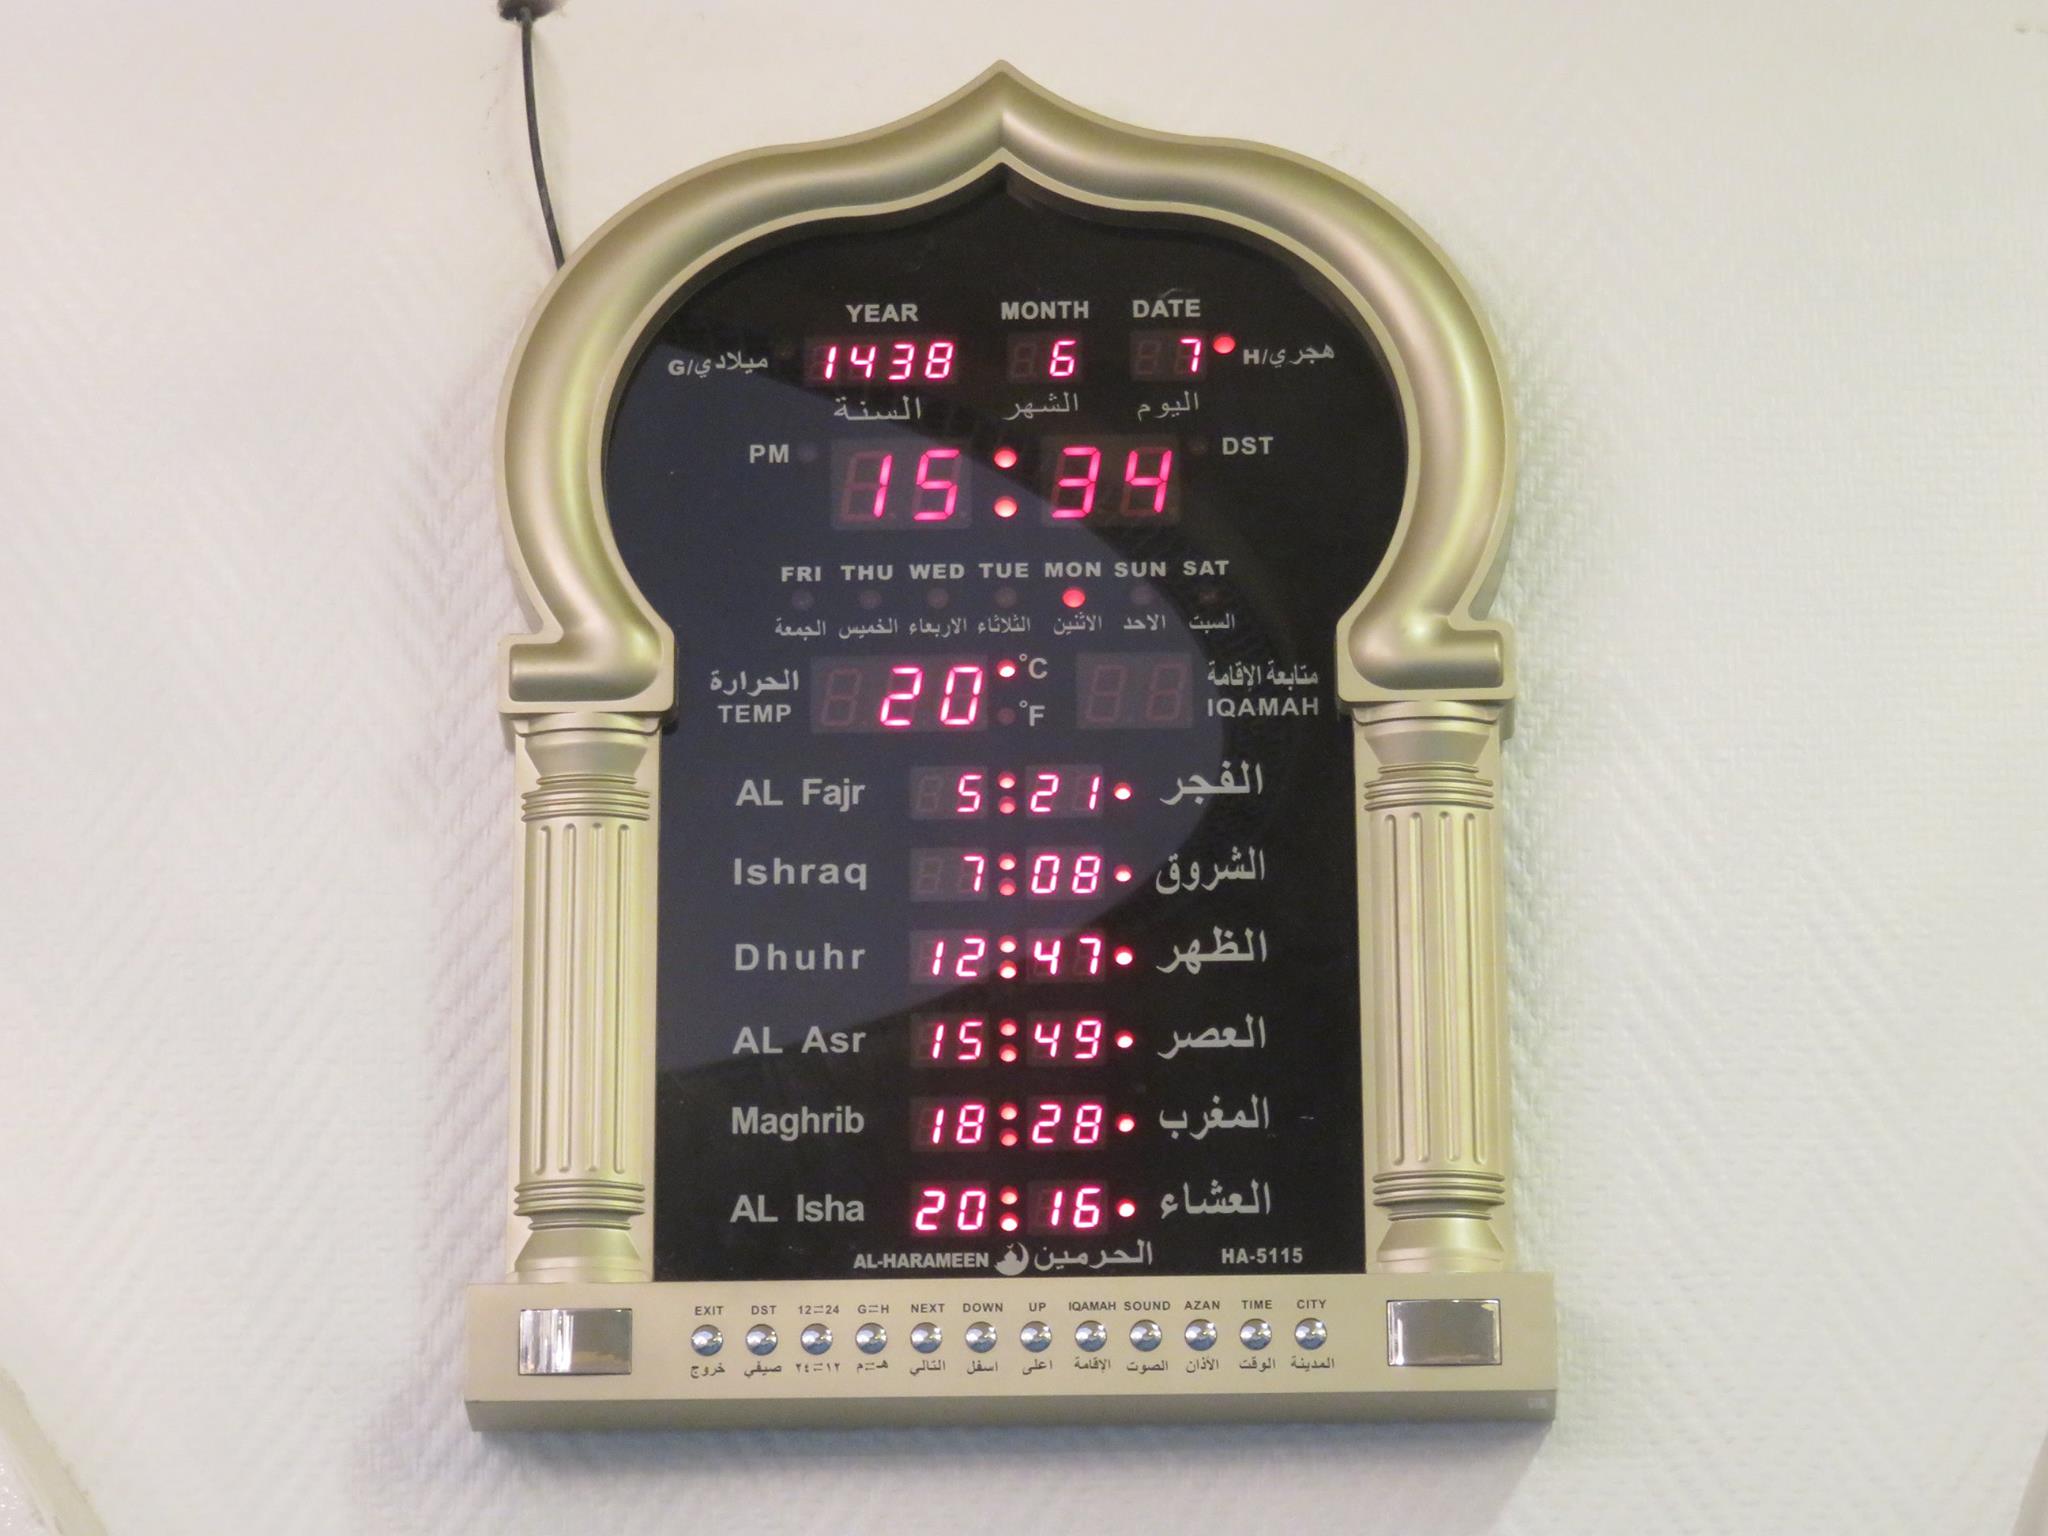 YEAR MONTH DATE
ميلادي/G 1438 6 7 هجري/H
السنة الشهر اليوم
PM 15:34 DST
FRI THU WED TUE MON SUN SAT
الجمعة الخميس الاربعاء الثلاثاء الاثنين الاحد السبت
الحرارة 20 °C متابعة الإقامة
TEMP °F IQAMAH
AL Fajr 5:21 الفجر
Ishraq 7:08 الشروق
Dhuhr 12:47 الظهر
AL Asr 15:49 العصر
Maghrib 18:28 المغرب
AL Isha 20:16 العشاء
AL-HARAMEEN الحرمين HA-5115
EXIT DST 12⇌24 G⇌H NEXT DOWN UP IQAMAH SOUND AZAN TIME CITY
خروج صيفي ١٢⇌٢٤ هـ⇌م التالي اسفل اعلى الإقامة الصوت الأذان الوقت المدينة